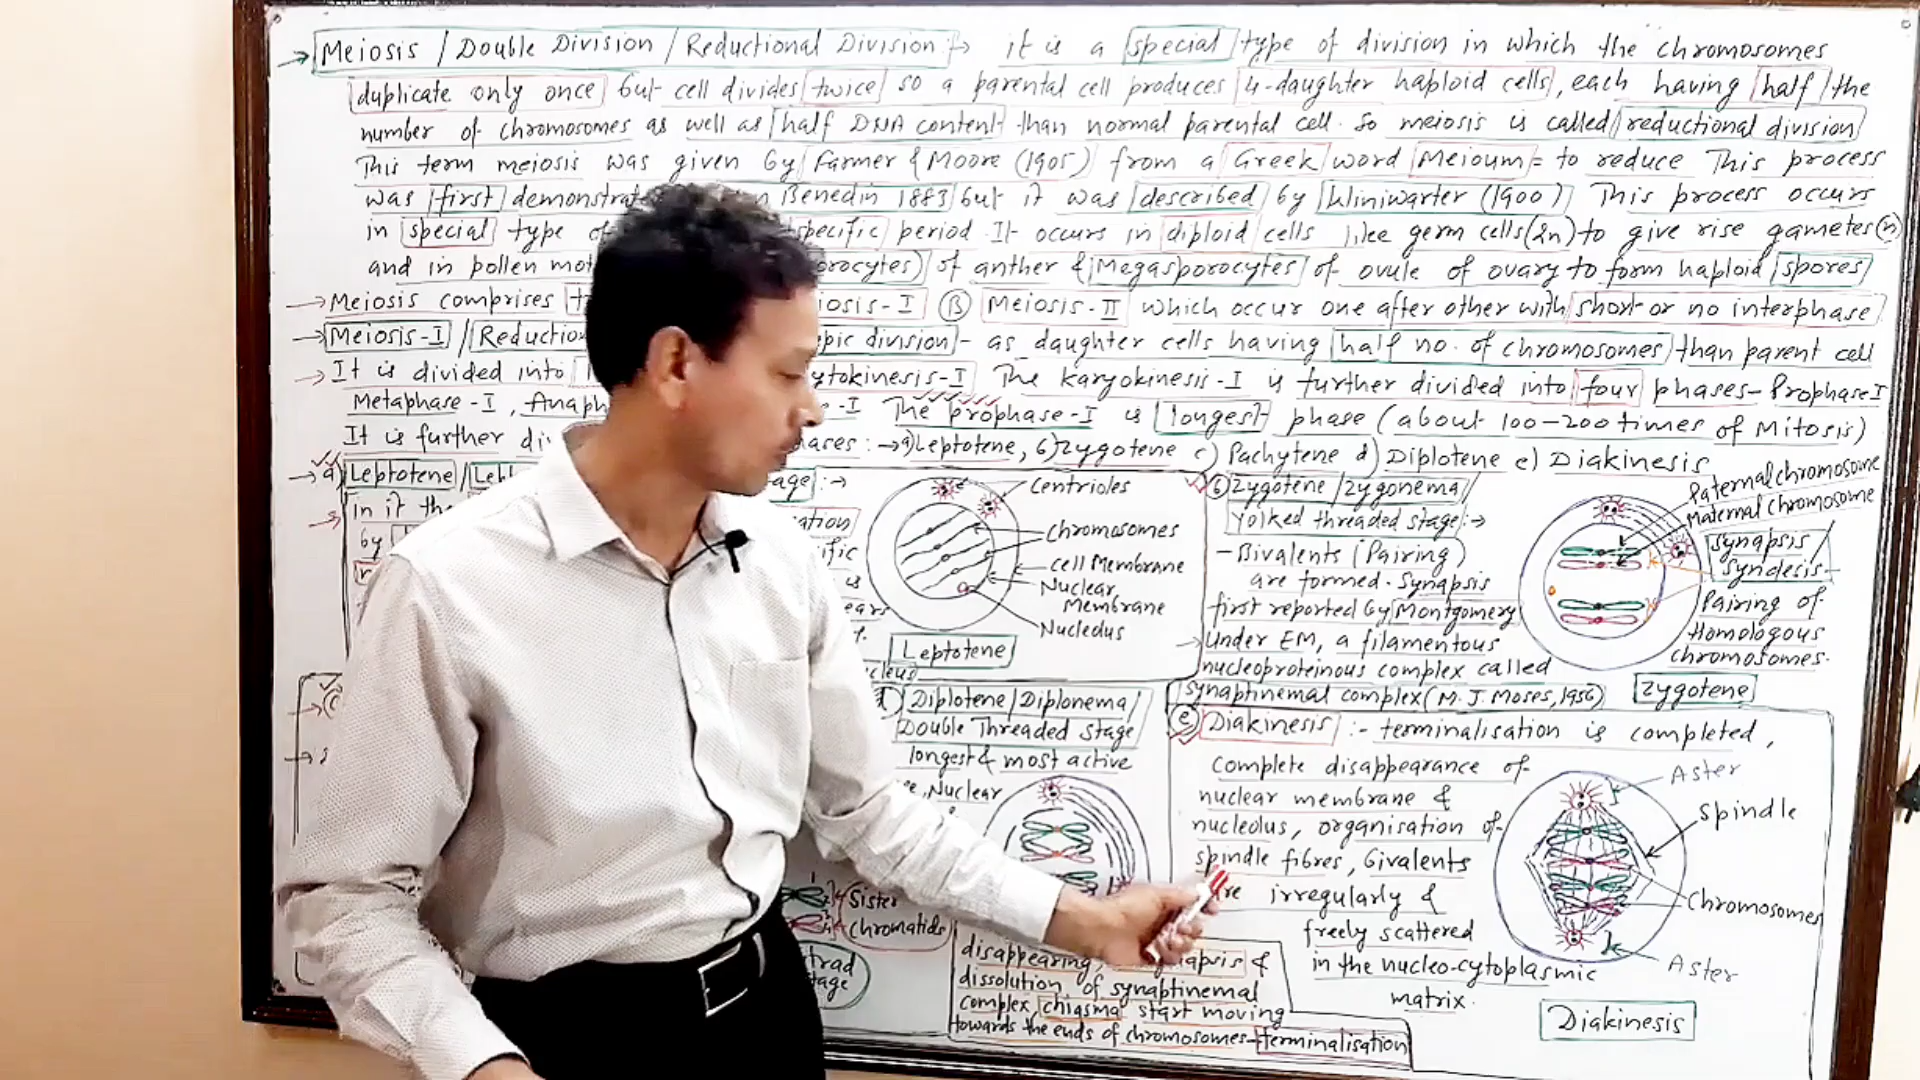 → Meiosis / Double Division / Reductional Division :→ it is a special type of division in which the chromosomes
duplicate only once but cell divides twice so a parental cell produces 4-daughter haploid cells, each having half the
number of chromosomes as well as half DNA content than normal parental cell. So meiosis is called reductional division
This term meiosis was given by Farmer & Moore (1905) from a Greek word Meioum = to reduce This process
was first Benedin 1883 but it was described by Winiwarter (1900) This process occurs
in special type specific period. It occurs in diploid cells like germ cells (2n) to give rise gametes (n)
and in pollen of anther & Megasporocytes of ovule of ovary to form haploid spores
→ Meiosis comprises Ⓑ Meiosis-II which occur one after other with short or no interphase
→ Meiosis-I / division - as daughter cells having half no. of chromosomes than parent cell
→ It is divided into The Karyokinesis-I is further divided into four phases- Prophase I
Metaphase-I, The prophase-I is longest phase (about 100-200 times of Mitosis)
It is further :→ a) Leptotene, b) Zygotene c) Pachytene d) Diplotene e) Diakinesis
→ a) Leptotene /
In it the
by
Centrioles
Chromosomes
cell Membrane
Nuclear
Membrane
Nucleolus
Leptotene
b) Zygotene / Zygonema /
Yolked threaded stage :→
- Bivalents (Pairing)
are formed. Synapsis
first reported by Montgomery
→ Under EM, a filamentous
nucleoproteinous complex called
Synaptinemal complex (M. J. Moses, 1956)
Paternal chromosome
Maternal chromosome
Synapsis /
Syndesis-
Pairing of
Homologous
chromosomes.
Zygotene
Diplotene / Diplonema /
Double Threaded stage
longest & most active
Nuclear
Sister
Chromatids
disappearing, &
dissolution of synaptinemal
complex, chiasma start moving
towards the ends of chromosomes - terminalisation
e) Diakinesis :- terminalisation is completed,
complete disappearance of
nuclear membrane &
nucleolus, organisation of
spindle fibres, bivalents
are irregularly &
freely scattered
in the nucleo-cytoplasmic
matrix.
Aster
Spindle
Chromosomes
Aster
Diakinesis